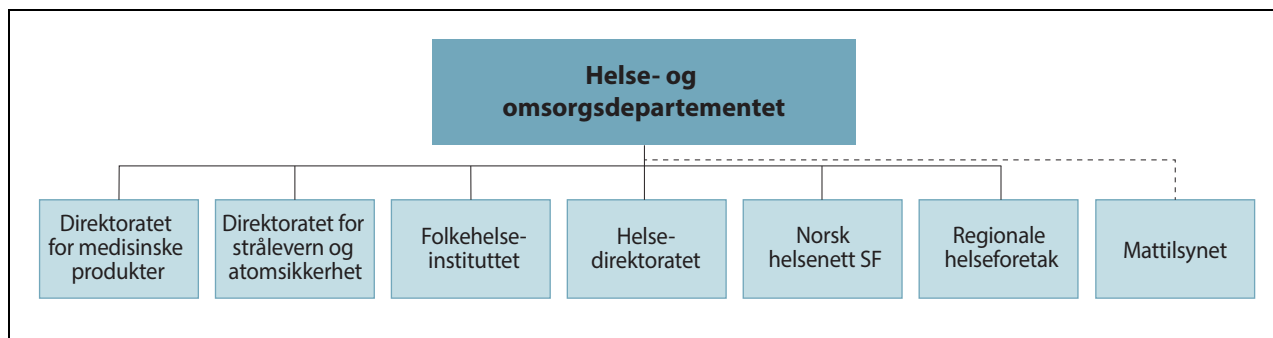 Helse- og
omsorgsdepartementet
Direktoratet
for medisinske
produkter
Direktoratet for
strålevern og
atomsikkerhet
Folkehelse-
instituttet
Helse-
direktoratet
Norsk
helsenett SF
Regionale
helseforetak
Mattilsynet